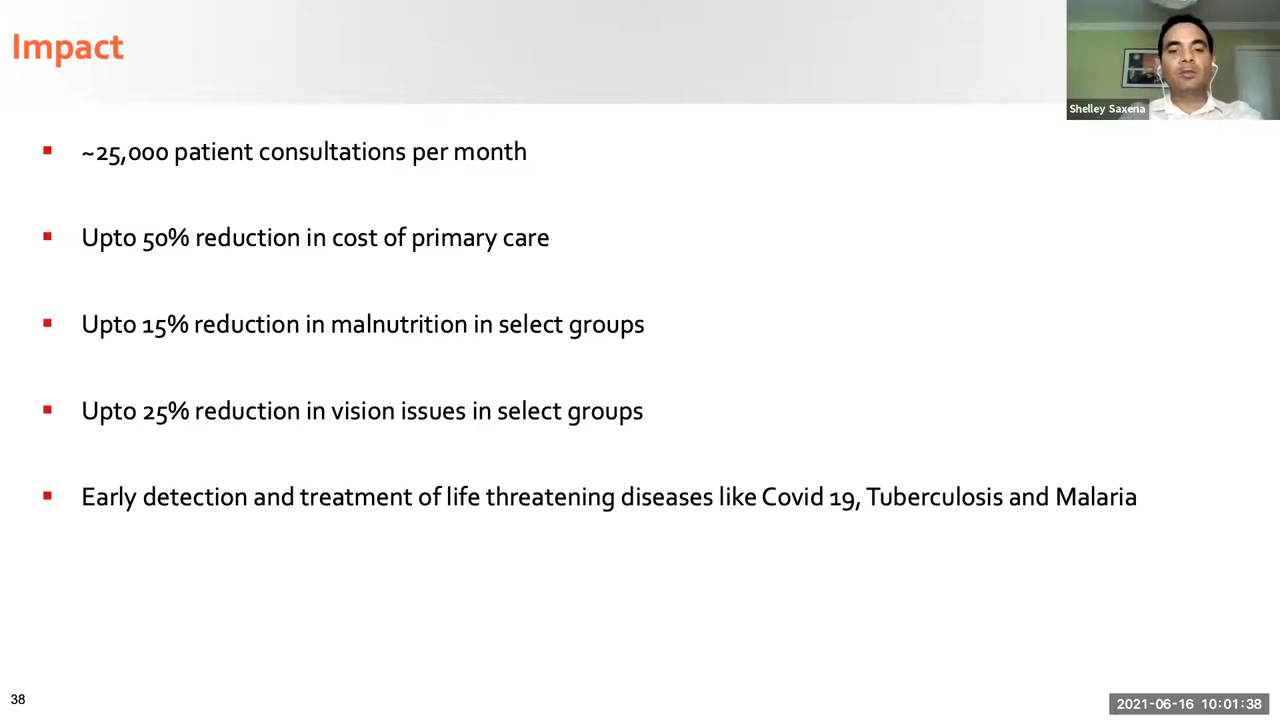 Impact
Shelley Saxena
~25,000 patient consultations per month
Upto 50% reduction in cost of primary care
Upto 15% reduction in malnutrition in select groups
Upto 25% reduction in vision issues in select groups
Early detection and treatment of life threatening diseases like Covid 19, Tuberculosis and Malaria
38
2021-06-16 10:01:38